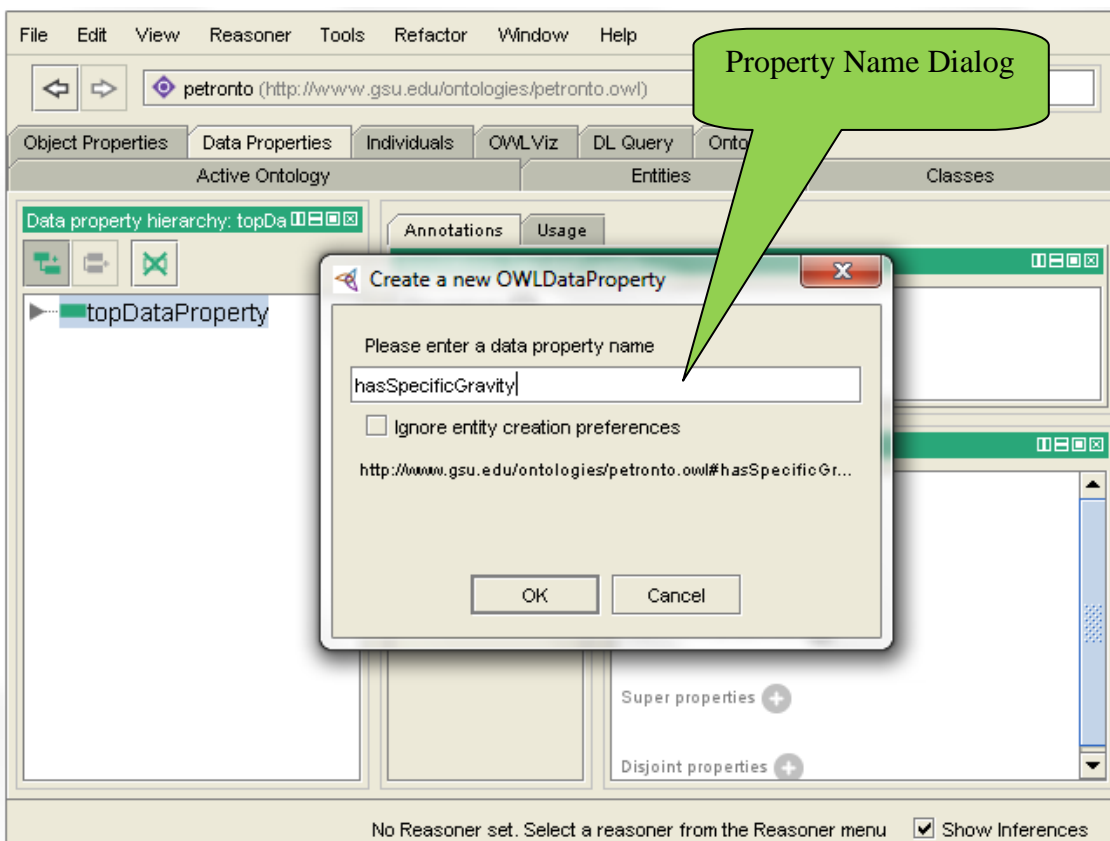 File Edit View Reasoner Tools Refactor Window Help
Property Name Dialog
petronto (http://www.gsu.edu/ontologies/petronto.owl)
Object Properties Data Properties Individuals OWLViz DL Query Onto
Active Ontology Entities Classes
Data property hierarchy: topDa
Annotations Usage
topDataProperty
Create a new OWLDataProperty
Please enter a data property name
hasSpecificGravity
Ignore entity creation preferences
http://www.gsu.edu/ontologies/petronto.owl#hasSpecificGr...
OK Cancel
Super properties
Disjoint properties
No Reasoner set. Select a reasoner from the Reasoner menu Show Inferences